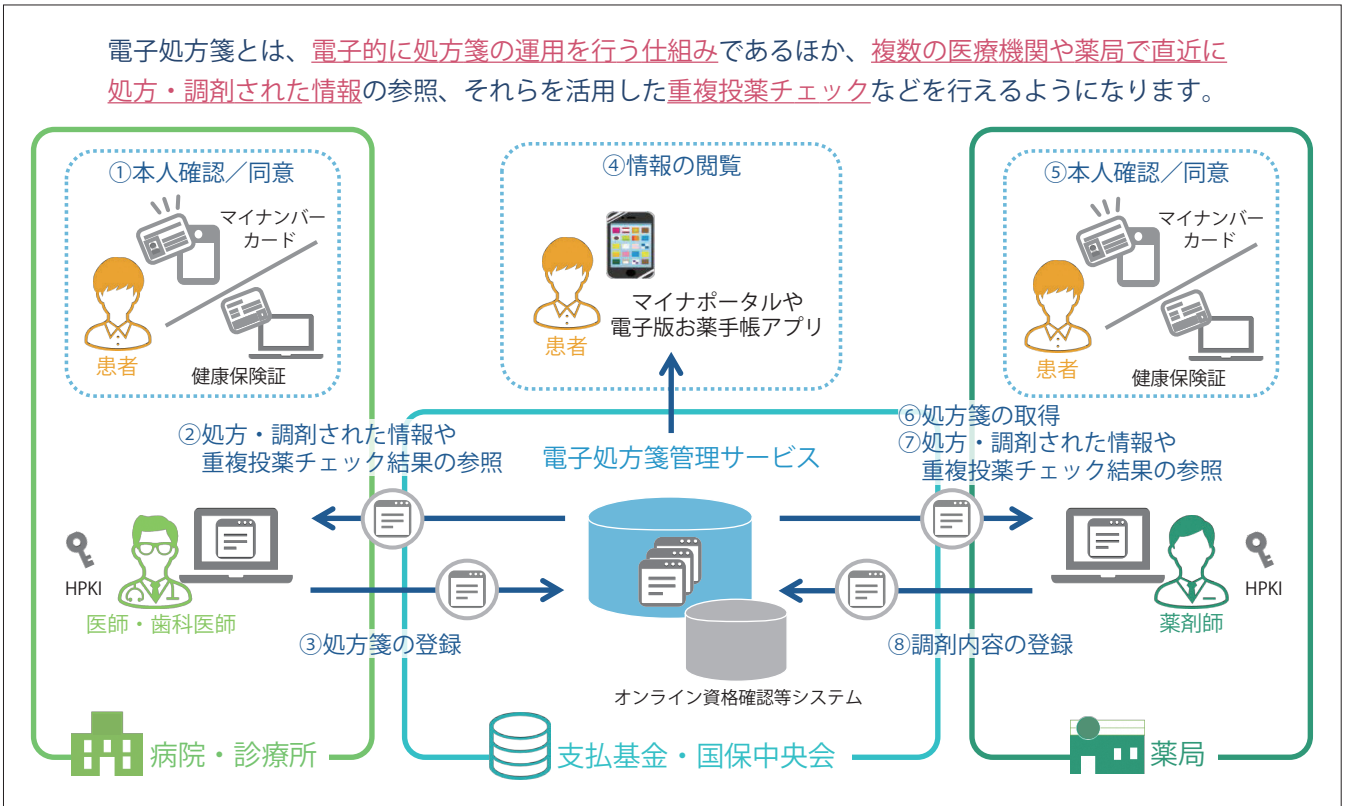 電子処方箋とは、電子的に処方箋の運用を行う仕組みであるほか、複数の医療機関や薬局で直近に
処方・調剤された情報の参照、それらを活用した重複投薬チェックなどを行えるようになります。
①本人確認／同意
マイナンバー
カード
患者
健康保険証
④情報の閲覧
患者
マイナポータルや
電子版お薬手帳アプリ
⑤本人確認／同意
マイナンバー
カード
患者
健康保険証
②処方・調剤された情報や
重複投薬チェック結果の参照
電子処方箋管理サービス
⑥処方箋の取得
⑦処方・調剤された情報や
重複投薬チェック結果の参照
HPKI
医師・歯科医師
③処方箋の登録
オンライン資格確認等システム
HPKI
薬剤師
⑧調剤内容の登録
病院・診療所
支払基金・国保中央会
薬局